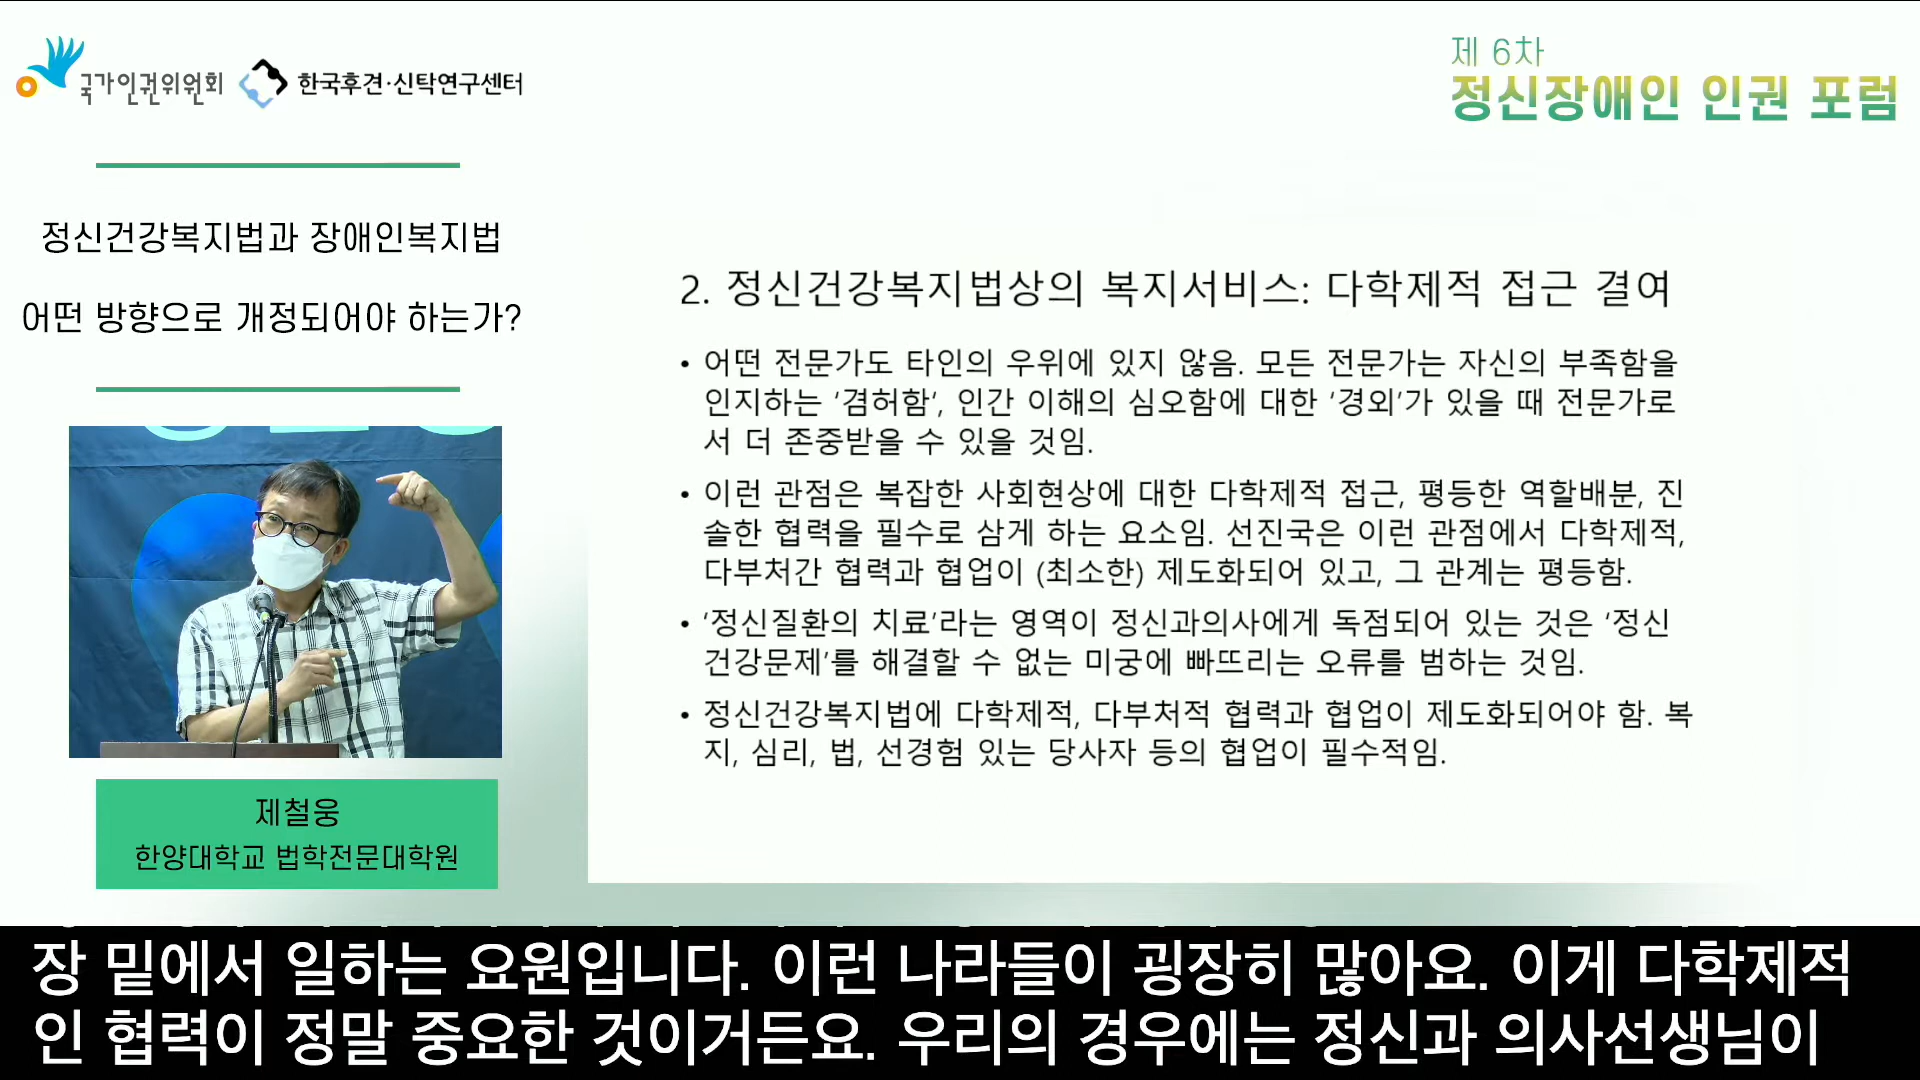 국가인권위원회
한국후견·신탁연구센터
제 6차
정신장애인 인권 포럼
정신건강복지법과 장애인복지법
어떤 방향으로 개정되어야 하는가?
제철웅
한양대학교 법학전문대학원
2. 정신건강복지법상의 복지서비스: 다학제적 접근 결여
• 어떤 전문가도 타인의 우위에 있지 않음. 모든 전문가는 자신의 부족함을
인지하는 ‘겸허함‘, 인간 이해의 심오함에 대한 ‘경외’가 있을 때 전문가로
서 더 존중받을 수 있을 것임.
• 이런 관점은 복잡한 사회현상에 대한 다학제적 접근, 평등한 역할배분, 진
솔한 협력을 필수로 삼게 하는 요소임. 선진국은 이런 관점에서 다학제적,
다부처간 협력과 협업이 (최소한) 제도화되어 있고, 그 관계는 평등함.
• ‘정신질환의 치료’라는 영역이 정신과의사에게 독점되어 있는 것은 ‘정신
건강문제’를 해결할 수 없는 미궁에 빠뜨리는 오류를 범하는 것임.
• 정신건강복지법에 다학제적, 다부처적 협력과 협업이 제도화되어야 함. 복
지, 심리, 법, 선경험 있는 당사자 등의 협업이 필수적임.
장 밑에서 일하는 요원입니다. 이런 나라들이 굉장히 많아요. 이게 다학제적
인 협력이 정말 중요한 것이거든요. 우리의 경우에는 정신과 의사선생님이